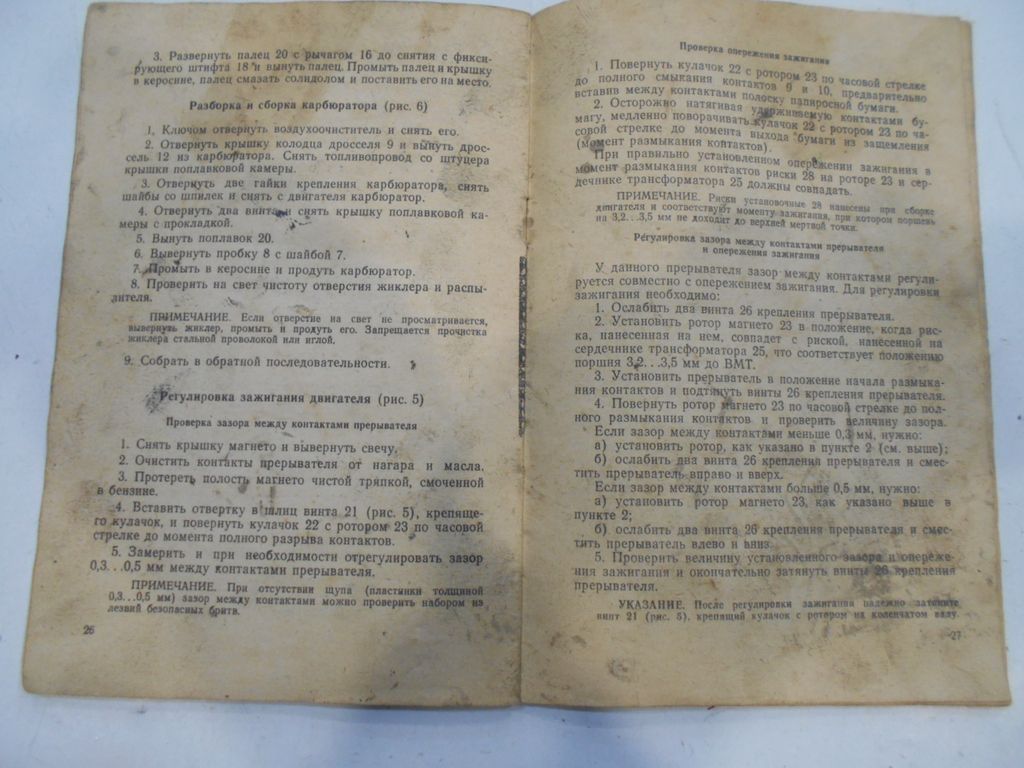 3. Развернуть палец 20 с рычагом 16 до снятия с фикси-
рующего штифта 18 и вынуть палец. Промыть палец и крышку
в керосине, палец смазать солидолом и поставить его на место.
Разборка и сборка карбюратора (рис. 6)
1. Ключом отвернуть воздухоочиститель и снять его.
2. Отвернуть крышку колодца дросселя 9 и вынуть дрос-
сель 12 из карбюратора. Снять топливопровод со штуцера
крышки поплавковой камеры.
3. Отвернуть две гайки крепления карбюратора, снять
шайбы со шпилек и снять с двигателя карбюратор.
4. Отвернуть два винта и снять крышку поплавковой ка-
меры с прокладкой.
5. Вынуть поплавок 20.
6. Вывернуть пробку 8 с шайбой 7.
7. Промыть в керосине и продуть карбюратор.
8. Проверить на свет чистоту отверстия жиклера и распы-
лителя.
ПРИМЕЧАНИЕ. Если отверстие на свет не просматривается,
вывернуть жиклер, промыть и продуть его. Запрещается прочистка
жиклера стальной проволокой или иглой.
9. Собрать в обратной последовательности.
Регулировка зажигания двигателя (рис. 5)
Проверка зазора между контактами прерывателя
1. Снять крышку магнето и вывернуть свечу.
2. Очистить контакты прерывателя от нагара и масла.
3. Протереть полость магнето чистой тряпкой, смоченной
в бензине.
4. Вставить отвертку в шлиц винта 21 (рис. 5), крепяще-
го кулачок, и повернуть кулачок 22 с ротором 23 по часовой
стрелке до момента полного разрыва контактов.
5. Замерить и при необходимости отрегулировать зазор
0,3...0,5 мм между контактами прерывателя.
ПРИМЕЧАНИЕ. При отсутствии щупа (пластинки толщиной
0,3...0,5 мм) зазор между контактами можно проверить набором из
лезвий безопасных бритв.
26
Проверка опережения зажигания
1. Повернуть кулачок 22 с ротором 23 по часовой стрелке
до полного смыкания контактов 9 и 10, предварительно
вставив между контактами полоску папиросной бумаги.
2. Осторожно натягивая удерживаемую контактами бу-
магу, медленно поворачивать кулачок 22 с ротором 23 по ча-
совой стрелке до момента выхода бумаги из защемления
(момент размыкания контактов).
При правильно установленном опережении зажигания в
момент размыкания контактов риски 28 на роторе 23 и сер-
дечнике трансформатора 25 должны совпадать.
ПРИМЕЧАНИЕ. Риски установочные 28 нанесены при сборке
двигателя и соответствуют моменту зажигания, при котором поршень
на 3,2...3,5 мм не доходит до верхней мертвой точки.
Регулировка зазора между контактами прерывателя
и опережения зажигания
У данного прерывателя зазор между контактами регули-
руется совместно с опережением зажигания. Для регулировки
зажигания необходимо:
1. Ослабить два винта 26 крепления прерывателя.
2. Установить ротор магнето 23 в положение, когда рис-
ка, нанесенная на нем, совпадет с риской, нанесенной на
сердечнике трансформатора 25, что соответствует положению
поршня 3,2...3,5 мм до ВМТ.
3. Установить прерыватель в положение начала размыка-
ния контактов и подтянуть винты 26 крепления прерывателя.
4. Повернуть ротор магнето 23 по часовой стрелке до пол-
ного размыкания контактов и проверить величину зазора.
Если зазор между контактами меньше 0,3 мм, нужно:
а) установить ротор, как указано в пункте 2 (см. выше);
б) ослабить два винта 26 крепления прерывателя и смес-
тить прерыватель вправо и вверх.
Если зазор между контактами больше 0,5 мм, нужно:
а) установить ротор магнето 23, как указано выше в
пункте 2;
б) ослабить два винта 26 крепления прерывателя и смес-
тить прерыватель влево и вниз.
5. Проверить величину установленного зазора и опереже-
ния зажигания и окончательно затянуть винты 26 крепления
прерывателя.
УКАЗАНИЕ. После регулировки зажигания надежно затяните
винт 21 (рис. 5), крепящий кулачок с ротором на коленчатом валу.
27